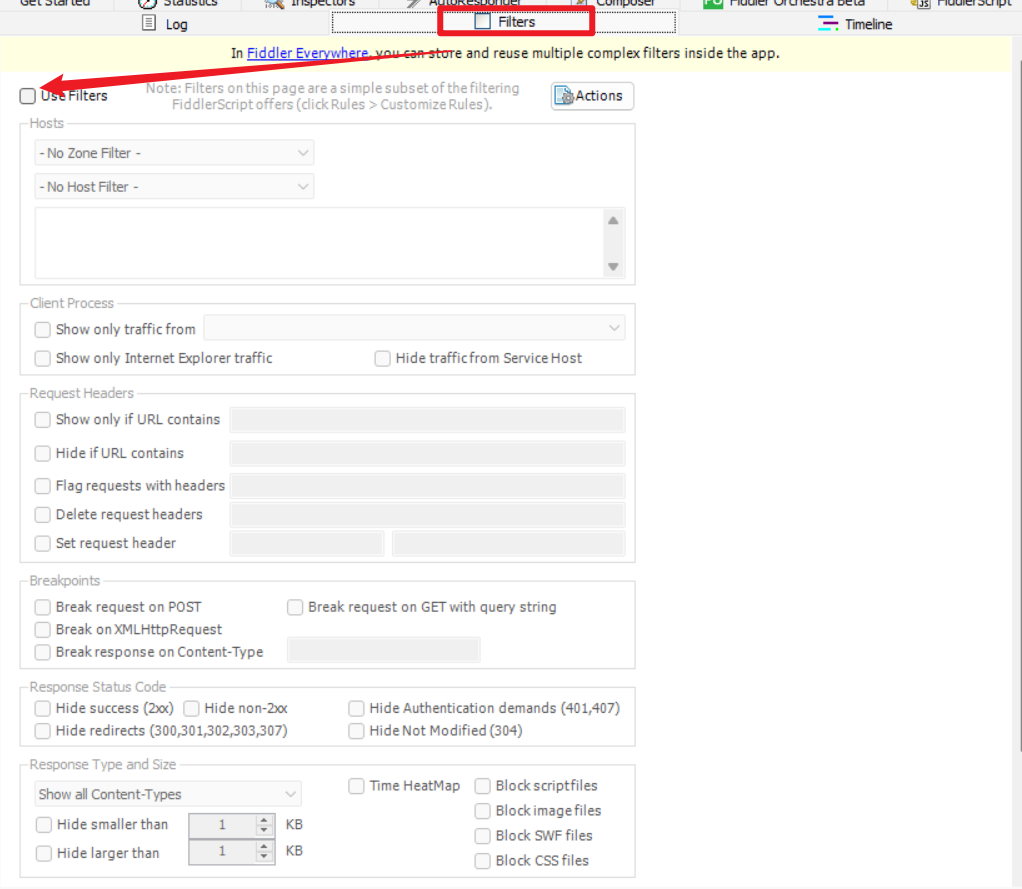 Get Started Statistics Inspectors AutoResponder Composer FO Fiddler Orchestra Beta FiddlerScript
Log Filters Timeline
In Fiddler Everywhere, you can store and reuse multiple complex filters inside the app.
Use Filters
Note: Filters on this page are a simple subset of the filtering
FiddlerScript offers (click Rules > Customize Rules).
Actions
Hosts
- No Zone Filter -
- No Host Filter -
Client Process
Show only traffic from
Show only Internet Explorer traffic Hide traffic from Service Host
Request Headers
Show only if URL contains
Hide if URL contains
Flag requests with headers
Delete request headers
Set request header
Breakpoints
Break request on POST Break request on GET with query string
Break on XMLHttpRequest
Break response on Content-Type
Response Status Code
Hide success (2xx) Hide non-2xx Hide Authentication demands (401,407)
Hide redirects (300,301,302,303,307) Hide Not Modified (304)
Response Type and Size
Show all Content-Types Time HeatMap Block script files
Block image files
Hide smaller than 1 KB
Block SWF files
Hide larger than 1 KB
Block CSS files